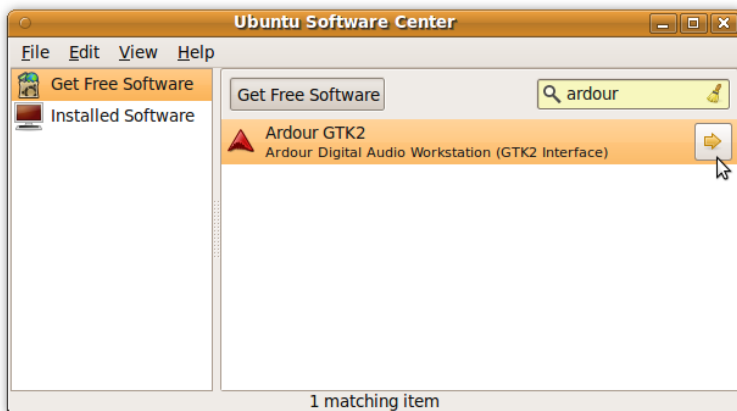 Ubuntu Software Center
File Edit View Help
Get Free Software
Installed Software
Get Free Software
ardour
Ardour GTK2
Ardour Digital Audio Workstation (GTK2 Interface)
1 matching item